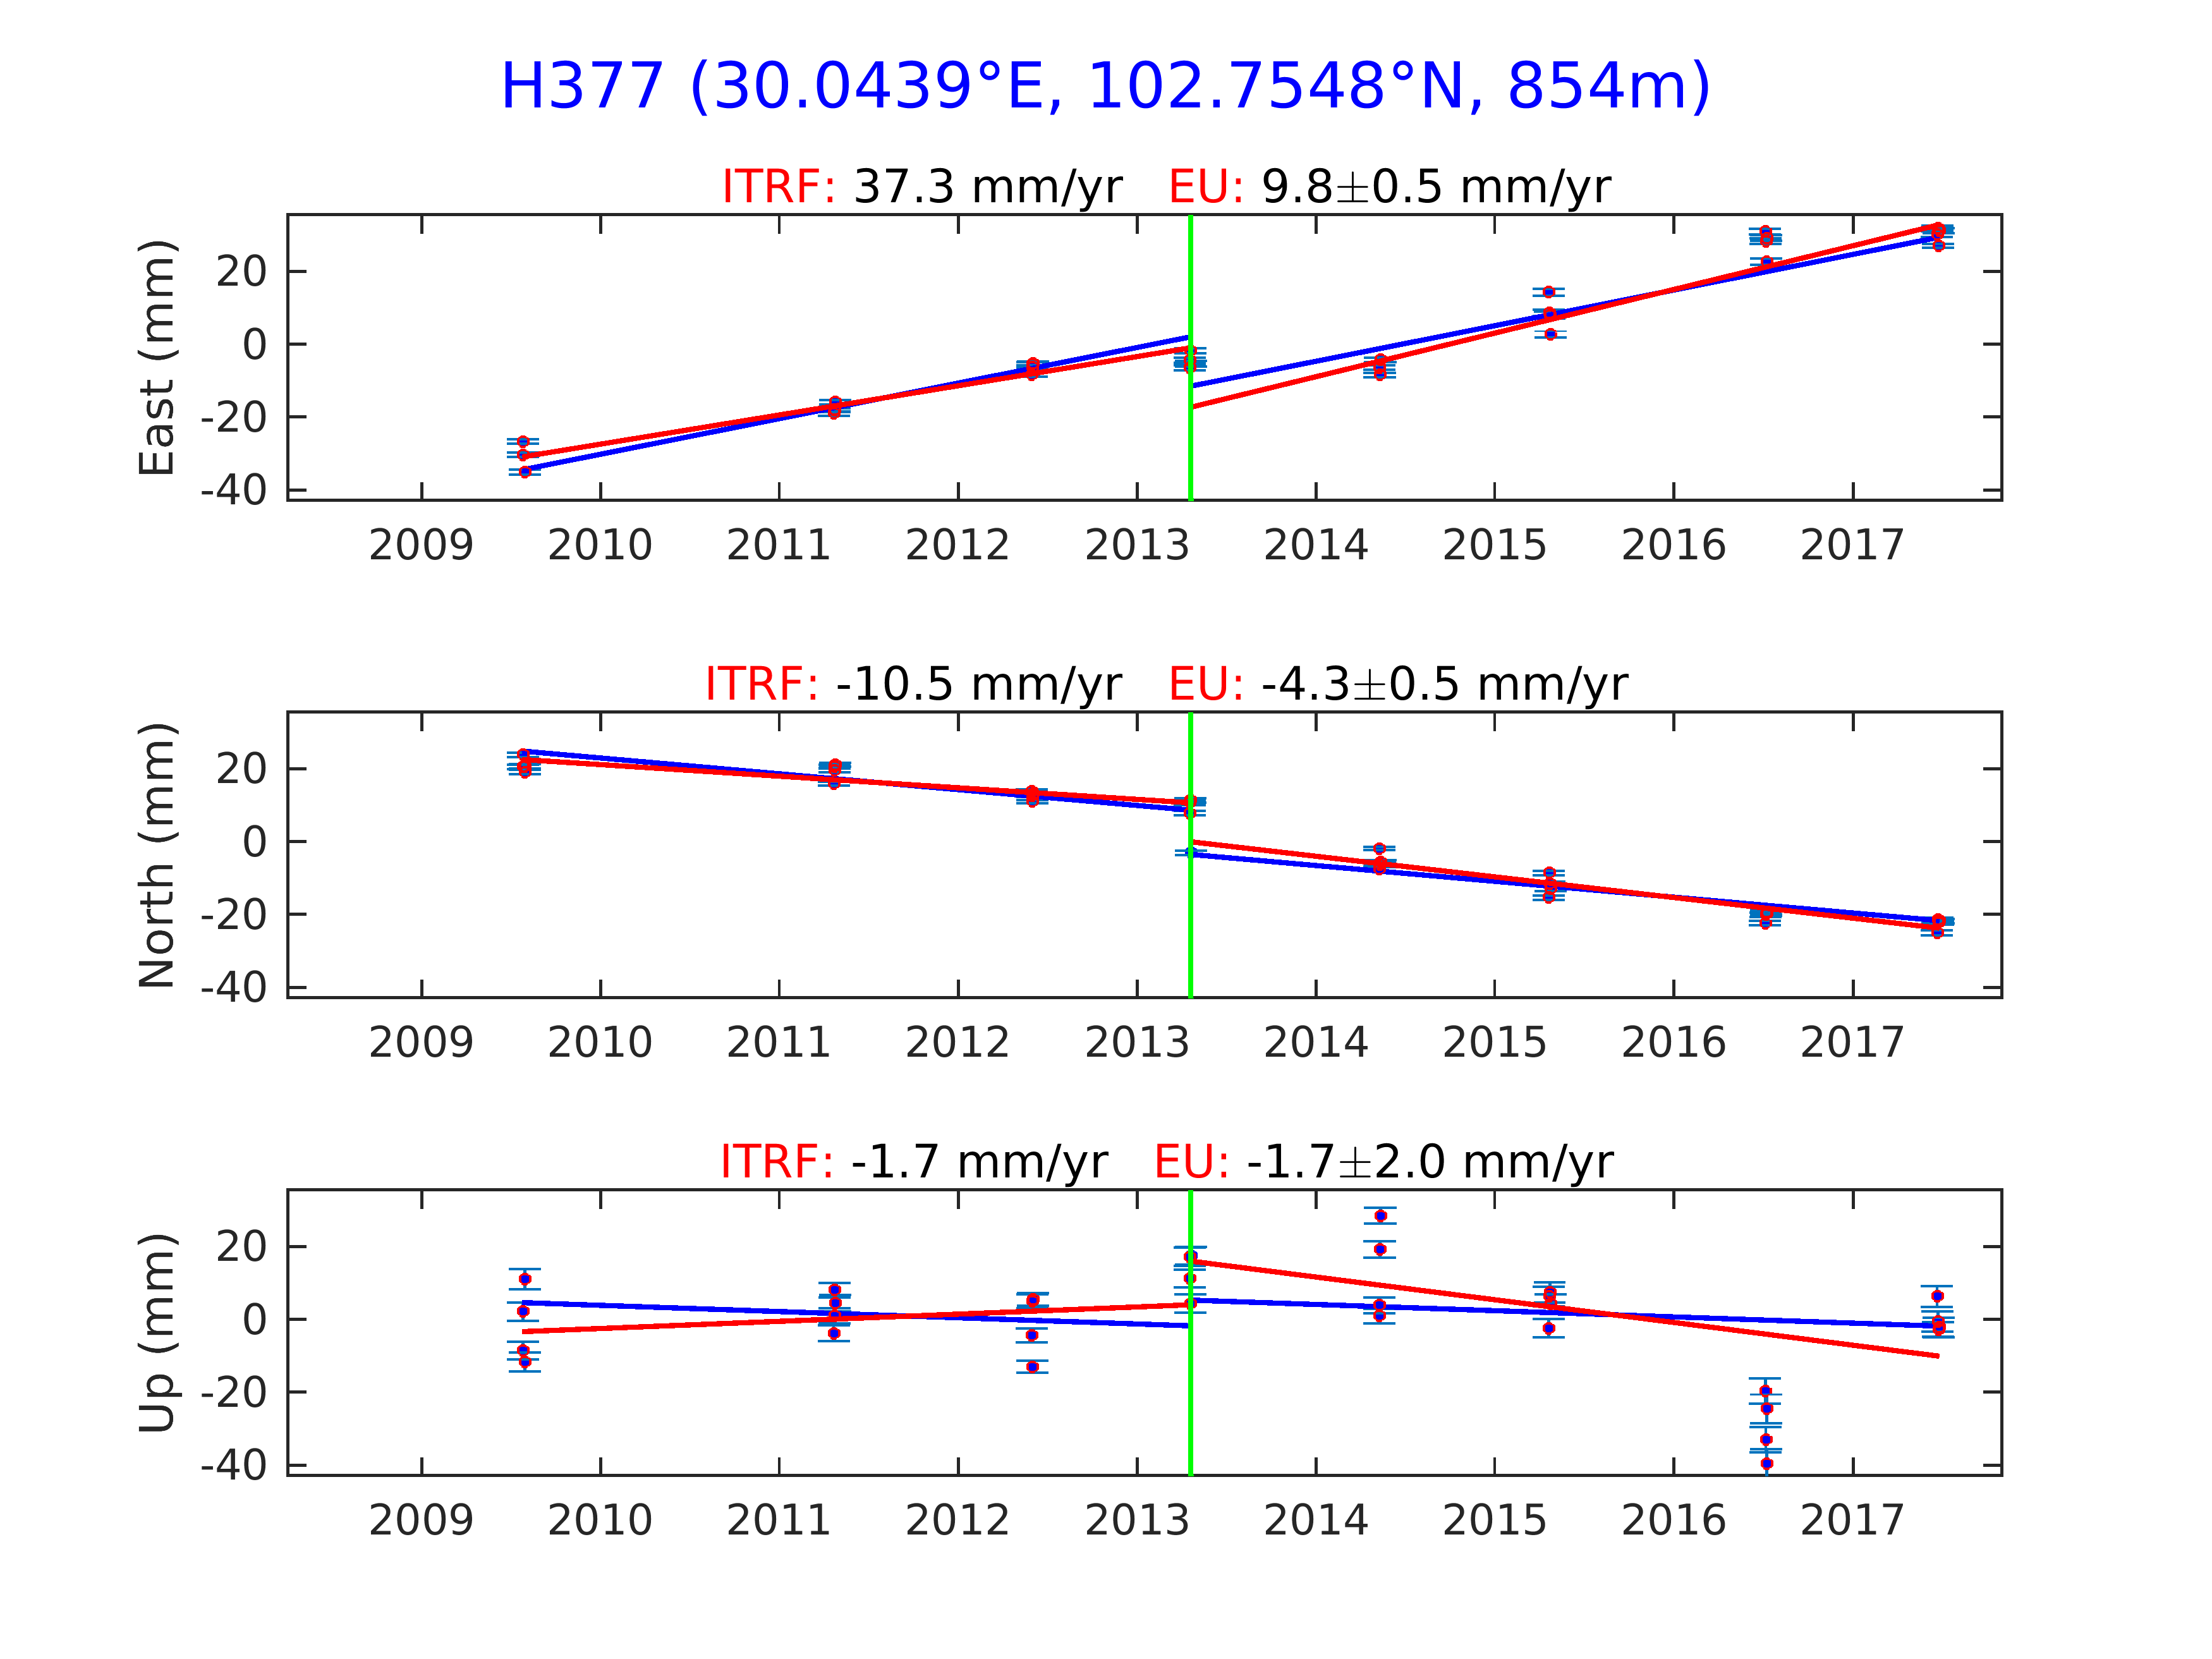 H377 (30.0439°E, 102.7548°N, 854m)
ITRF: 37.3 mm/yr EU: 9.8±0.5 mm/yr
East (mm)
20
0
-20
-40
2009 2010 2011 2012 2013 2014 2015 2016 2017
ITRF: -10.5 mm/yr EU: -4.3±0.5 mm/yr
North (mm)
20
0
-20
-40
2009 2010 2011 2012 2013 2014 2015 2016 2017
ITRF: -1.7 mm/yr EU: -1.7±2.0 mm/yr
Up (mm)
20
0
-20
-40
2009 2010 2011 2012 2013 2014 2015 2016 2017